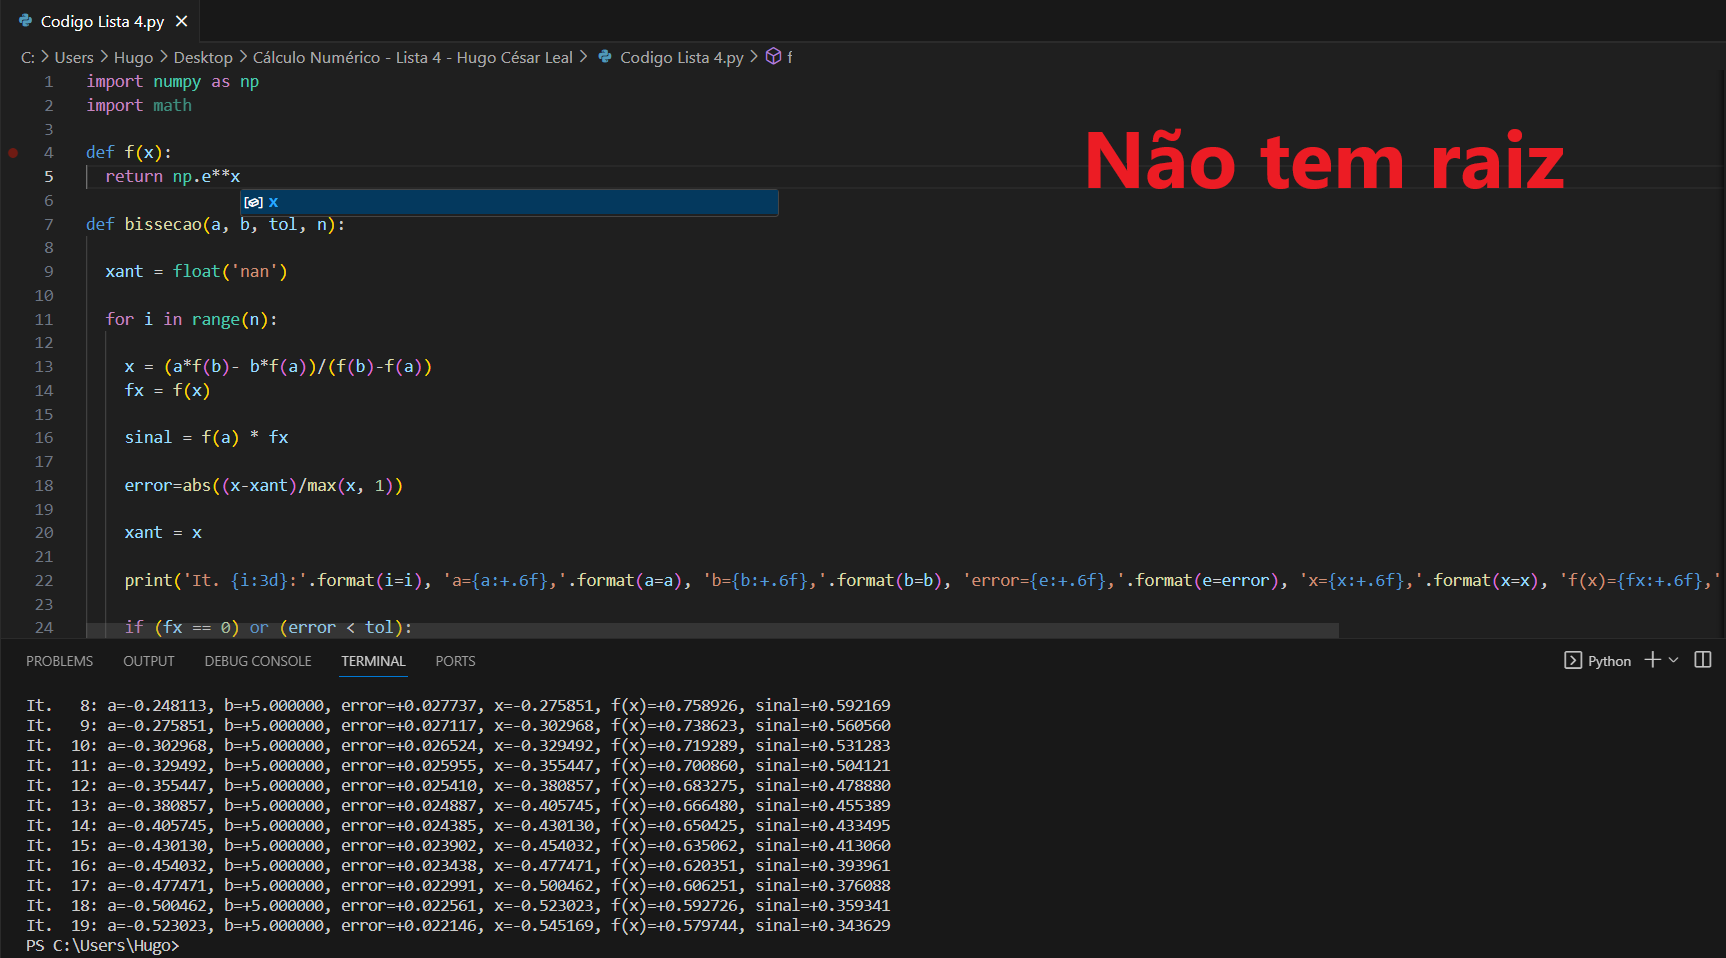 Codigo Lista 4.py
C: > Users > Hugo > Desktop > Cálculo Numérico - Lista 4 - Hugo César Leal > Codigo Lista 4.py > f
1 import numpy as np
2 import math
3
4 def f(x):
5 return np.e**x
Não tem raiz
6
x
7 def bissecao(a, b, tol, n):
8
9 xant = float('nan')
10
11 for i in range(n):
12
13 x = (a*f(b)- b*f(a))/(f(b)-f(a))
14 fx = f(x)
15
16 sinal = f(a) * fx
17
18 error=abs((x-xant)/max(x, 1))
19
20 xant = x
21
22 print('It. {i:3d}:'.format(i=i), 'a={a:+.6f},'.format(a=a), 'b={b:+.6f},'.format(b=b), 'error={e:+.6f},'.format(e=error), 'x={x:+.6f},'.format(x=x), 'f(x)={fx:+.6f},'
23
24 if (fx == 0) or (error < tol):
PROBLEMS OUTPUT DEBUG CONSOLE TERMINAL PORTS Python
It. 8: a=-0.248113, b=+5.000000, error=+0.027737, x=-0.275851, f(x)=+0.758926, sinal=+0.592169
It. 9: a=-0.275851, b=+5.000000, error=+0.027117, x=-0.302968, f(x)=+0.738623, sinal=+0.560560
It. 10: a=-0.302968, b=+5.000000, error=+0.026524, x=-0.329492, f(x)=+0.719289, sinal=+0.531283
It. 11: a=-0.329492, b=+5.000000, error=+0.025955, x=-0.355447, f(x)=+0.700860, sinal=+0.504121
It. 12: a=-0.355447, b=+5.000000, error=+0.025410, x=-0.380857, f(x)=+0.683275, sinal=+0.478880
It. 13: a=-0.380857, b=+5.000000, error=+0.024887, x=-0.405745, f(x)=+0.666480, sinal=+0.455389
It. 14: a=-0.405745, b=+5.000000, error=+0.024385, x=-0.430130, f(x)=+0.650425, sinal=+0.433495
It. 15: a=-0.430130, b=+5.000000, error=+0.023902, x=-0.454032, f(x)=+0.635062, sinal=+0.413060
It. 16: a=-0.454032, b=+5.000000, error=+0.023438, x=-0.477471, f(x)=+0.620351, sinal=+0.393961
It. 17: a=-0.477471, b=+5.000000, error=+0.022991, x=-0.500462, f(x)=+0.606251, sinal=+0.376088
It. 18: a=-0.500462, b=+5.000000, error=+0.022561, x=-0.523023, f(x)=+0.592726, sinal=+0.359341
It. 19: a=-0.523023, b=+5.000000, error=+0.022146, x=-0.545169, f(x)=+0.579744, sinal=+0.343629
PS C:\Users\Hugo>